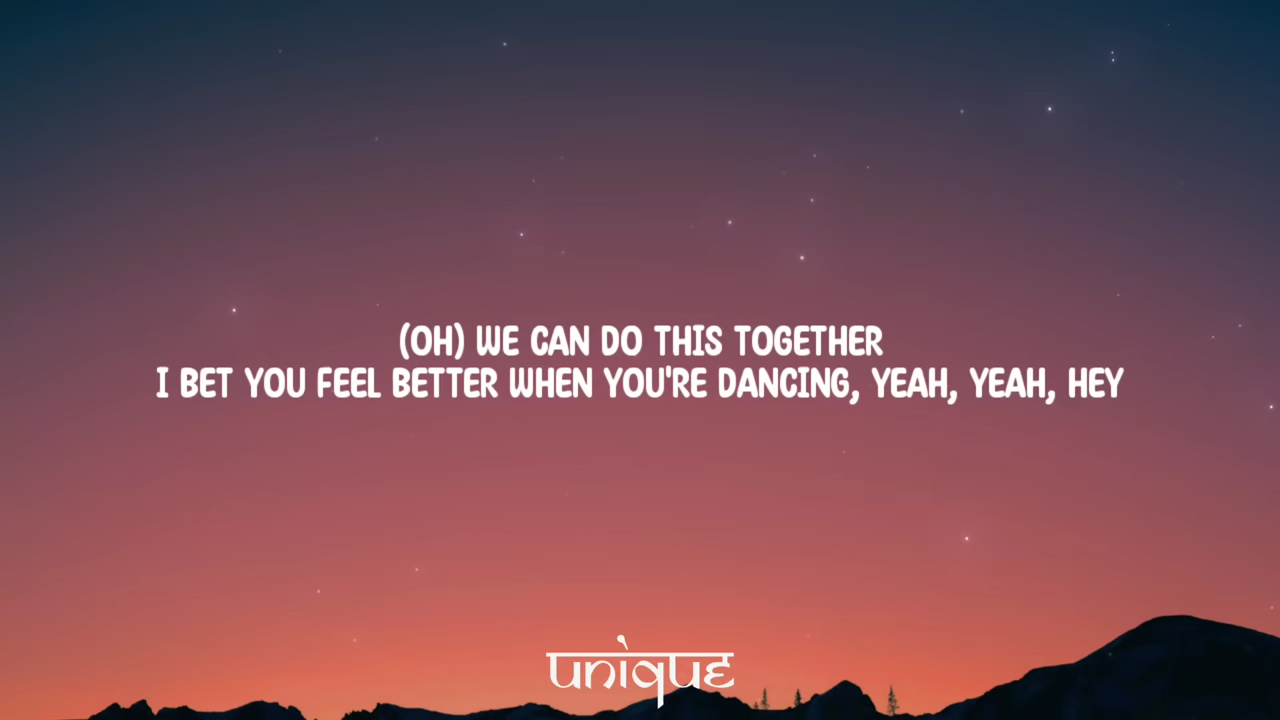 (OH) WE CAN DO THIS TOGETHER
I BET YOU FEEL BETTER WHEN YOU'RE DANCING, YEAH, YEAH, HEY
unique